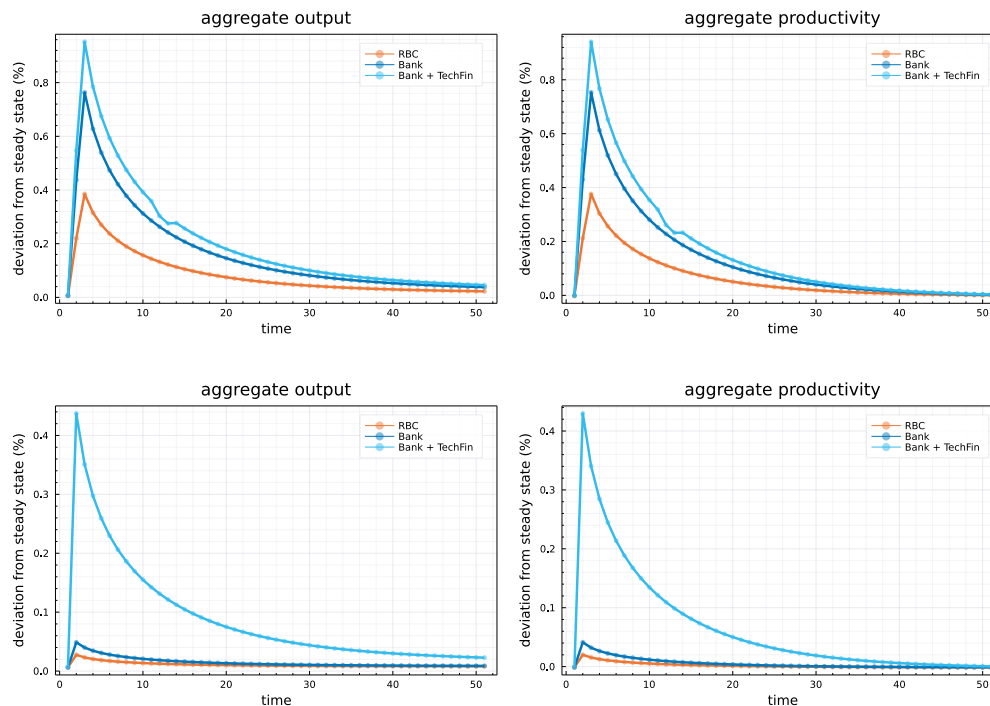 aggregate output
deviation from steady state (%)
0.8
0.6
0.4
0.2
0.0
RBC
Bank
Bank + TechFin
0
10
20
30
40
50
time
aggregate productivity
deviation from steady state (%)
0.8
0.6
0.4
0.2
0.0
RBC
Bank
Bank + TechFin
0
10
20
30
40
50
time
aggregate output
deviation from steady state (%)
0.4
0.3
0.2
0.1
0.0
RBC
Bank
Bank + TechFin
0
10
20
30
40
50
time
aggregate productivity
deviation from steady state (%)
0.4
0.3
0.2
0.1
0.0
RBC
Bank
Bank + TechFin
0
10
20
30
40
50
time